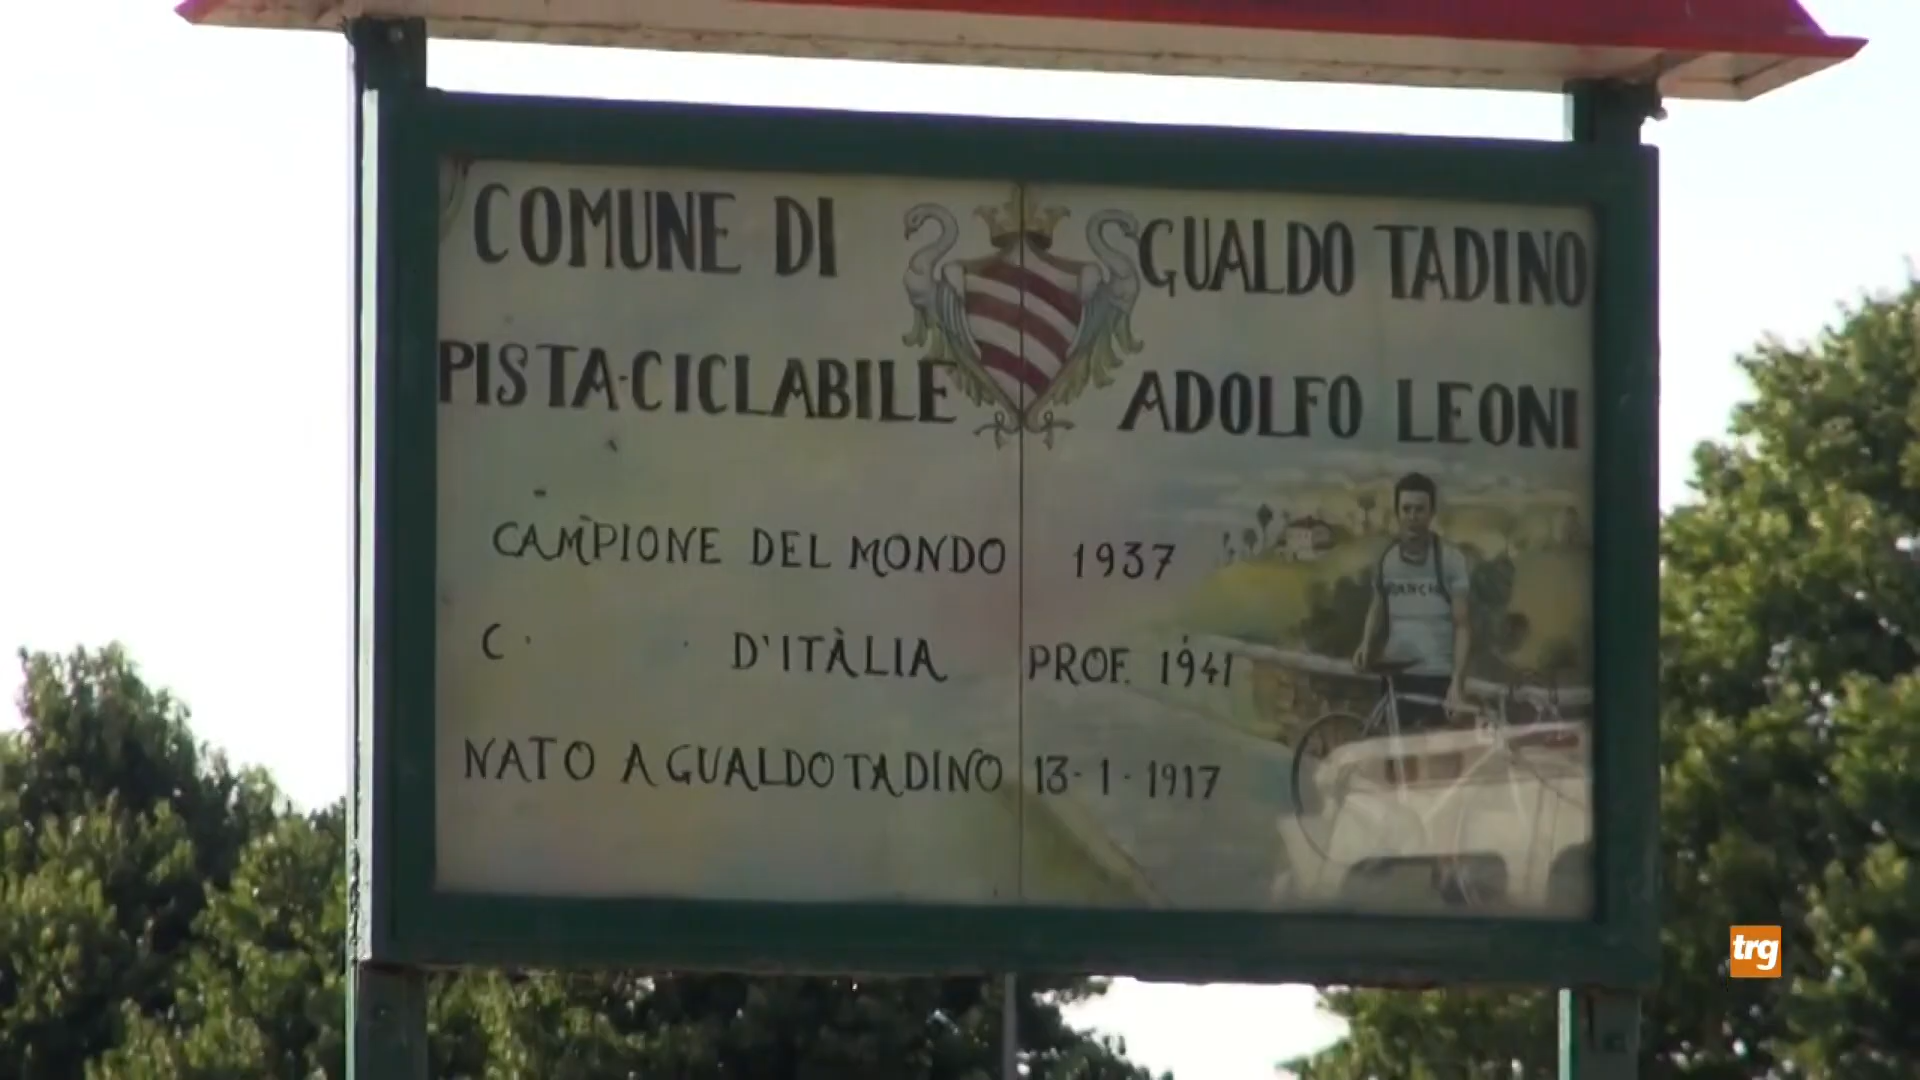 COMUNE DI GUALDO TADINO
PISTA·CICLABILE ADOLFO LEONI
CAMPIONE DEL MONDO 1937
C D'ITÀLIA PROF. 1941
NATO A GUALDO TADINO 13-1-1917
trg